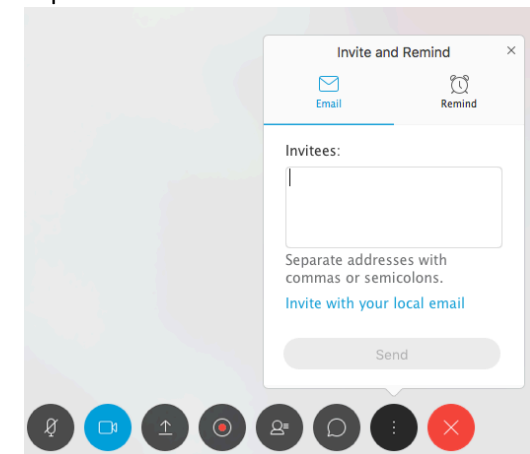 Invite and Remind
Email
Remind
Invitees:
Separate addresses with
commas or semicolons.
Invite with your local email
Send